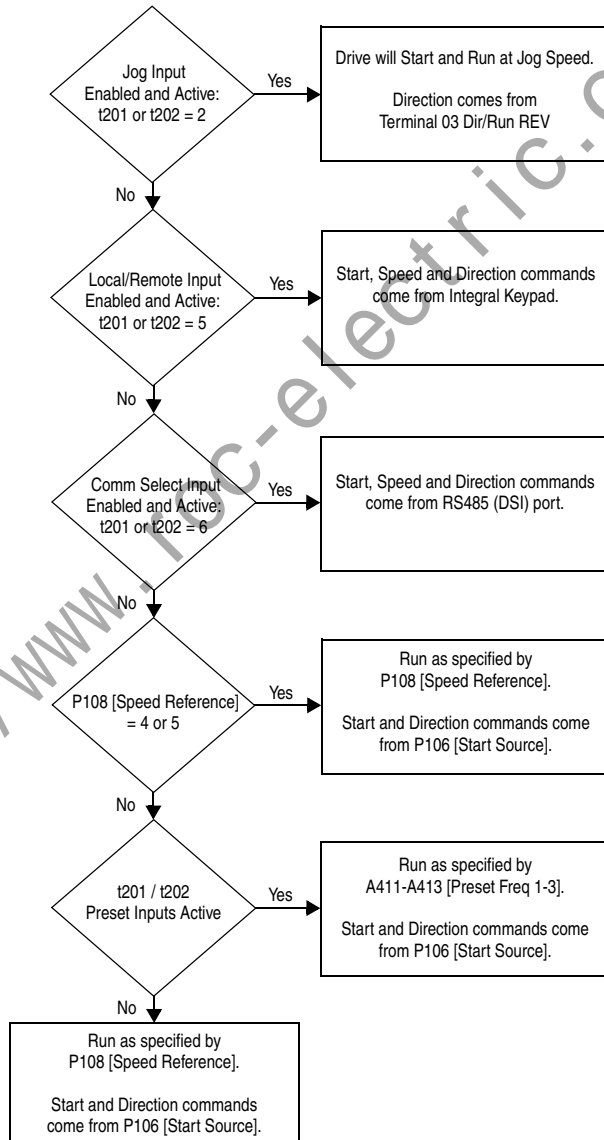 Jog Input
Enabled and Active:
t201 or t202 = 2
Yes
Drive will Start and Run at Jog Speed.
Direction comes from
Terminal 03 Dir/Run REV
No
Local/Remote Input
Enabled and Active:
t201 or t202 = 5
Yes
Start, Speed and Direction commands
come from Integral Keypad.
No
Comm Select Input
Enabled and Active:
t201 or t202 = 6
Yes
Start, Speed and Direction commands
come from RS485 (DSI) port.
No
P108 [Speed Reference]
= 4 or 5
Yes
Run as specified by
P108 [Speed Reference].
Start and Direction commands come
from P106 [Start Source].
No
t201 / t202
Preset Inputs Active
Yes
Run as specified by
A411-A413 [Preset Freq 1-3].
Start and Direction commands come
from P106 [Start Source].
No
Run as specified by
P108 [Speed Reference].
Start and Direction commands
come from P106 [Start Source].
/www.roc-electric.